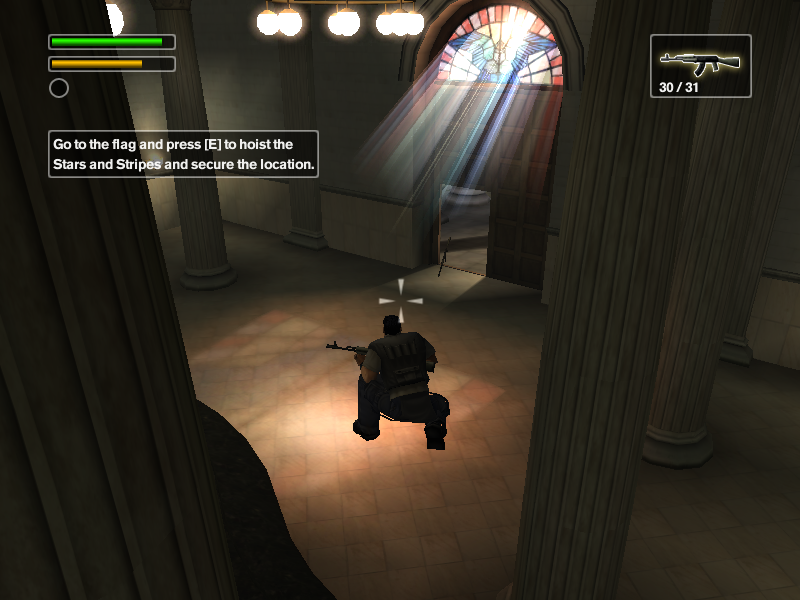 30 / 31
Go to the flag and press [E] to hoist the
Stars and Stripes and secure the location.